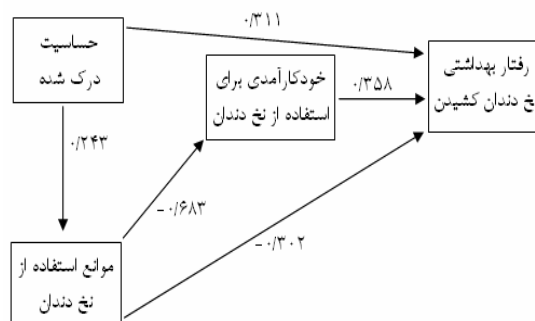 ۰/۳۱۱
حساسیت
درک شده
رفتار بهداشتی
نخ دندان کشیدن
خودکارآمدی برای
استفاده از نخ دندان
۰/۳۵۸
۰/۲۴۳
-۰/۶۸۳
-۰/۳۰۲
موانع استفاده از
نخ دندان